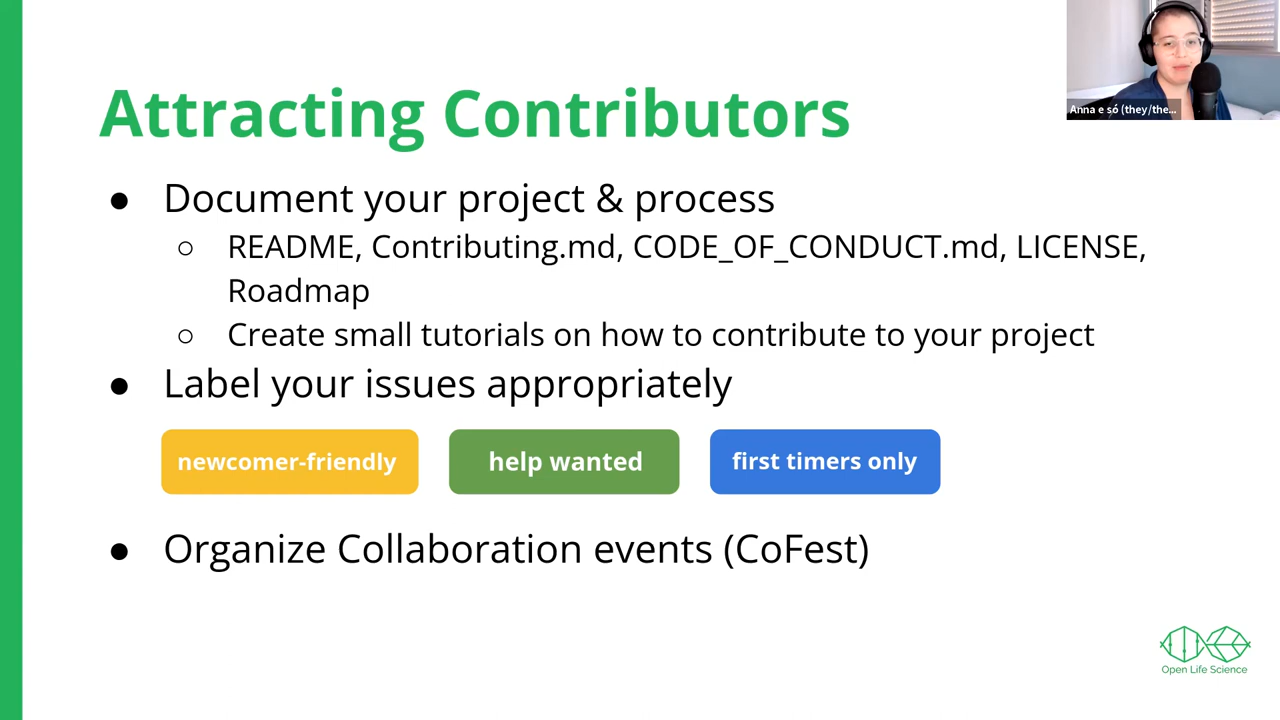 Attracting Contributors
Anna e só (they/the...
● Document your project & process
○ README, Contributing.md, CODE_OF_CONDUCT.md, LICENSE,
Roadmap
○ Create small tutorials on how to contribute to your project
● Label your issues appropriately
newcomer-friendly help wanted first timers only
● Organize Collaboration events (CoFest)
Open Life Science